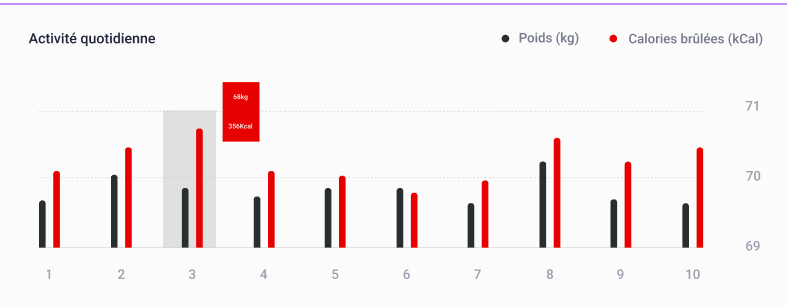 Activité quotidienne
Poids (kg)
Calories brûlées (kCal)
68kg
356Kcal
71
70
69
1 2 3 4 5 6 7 8 9 10